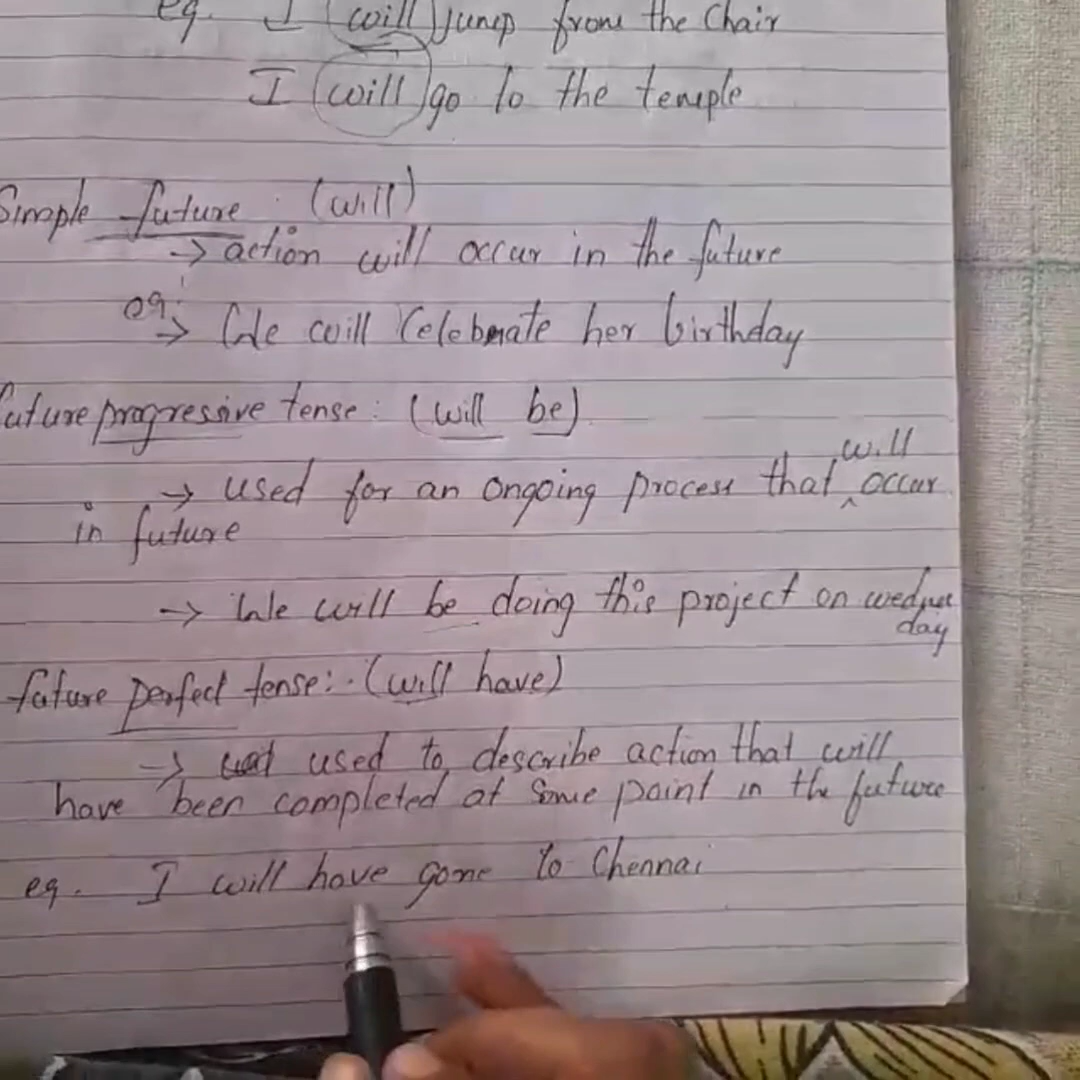 eg. I will jump from the Chair
I will go to the temple
Simple future : (will)
→ action will occur in the future
eg:
→ We will Celebrate her birthday
future progressive tense : (will be)
will
→ used for an ongoing process that ^ occur
in future
→ We will be doing this project on wednes
day
future perfect tense : . (will have)
→ used to describe action that will
have been completed at Some point in the future
eg. I will have gone to Chennai